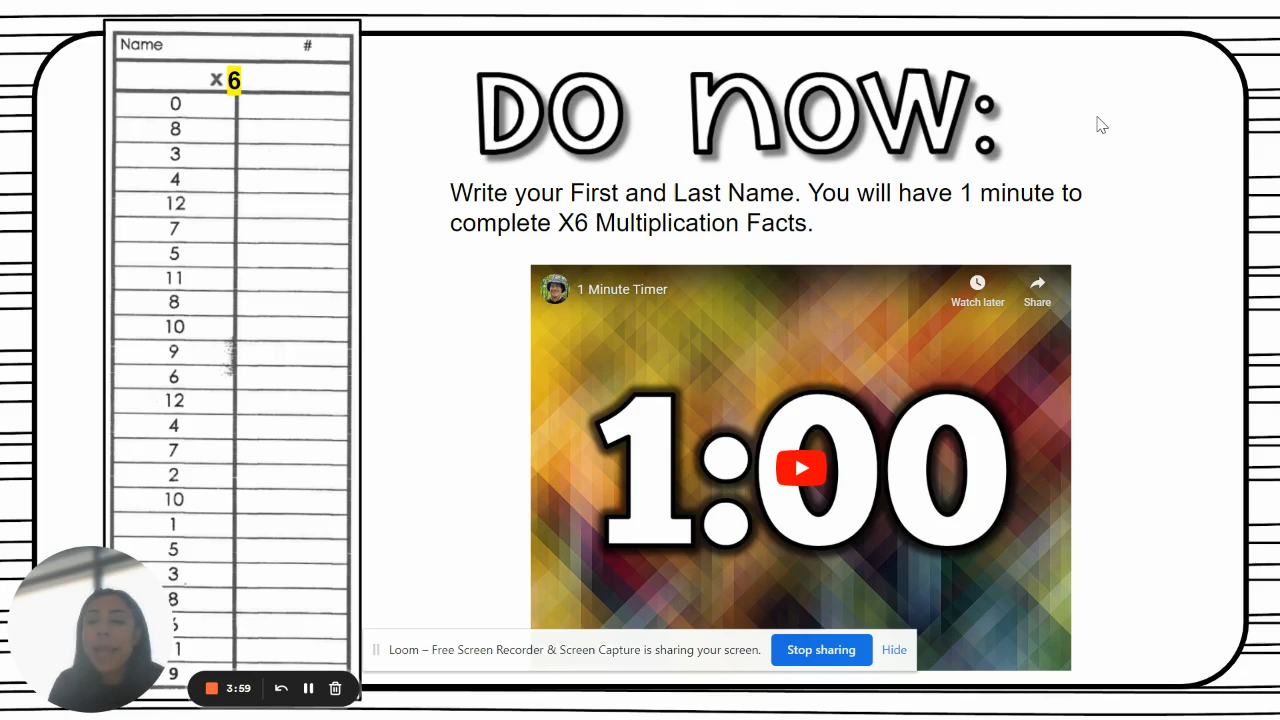 Name #
x 6
0
8
3
4
12
7
5
11
8
10
9
6
12
4
7
2
10
1
5
3
8
1
9
DO NOW:
Write your First and Last Name. You will have 1 minute to
complete X6 Multiplication Facts.
1 Minute Timer
Watch later
Share
1:00
Loom – Free Screen Recorder & Screen Capture is sharing your screen.
Stop sharing
Hide
3:59